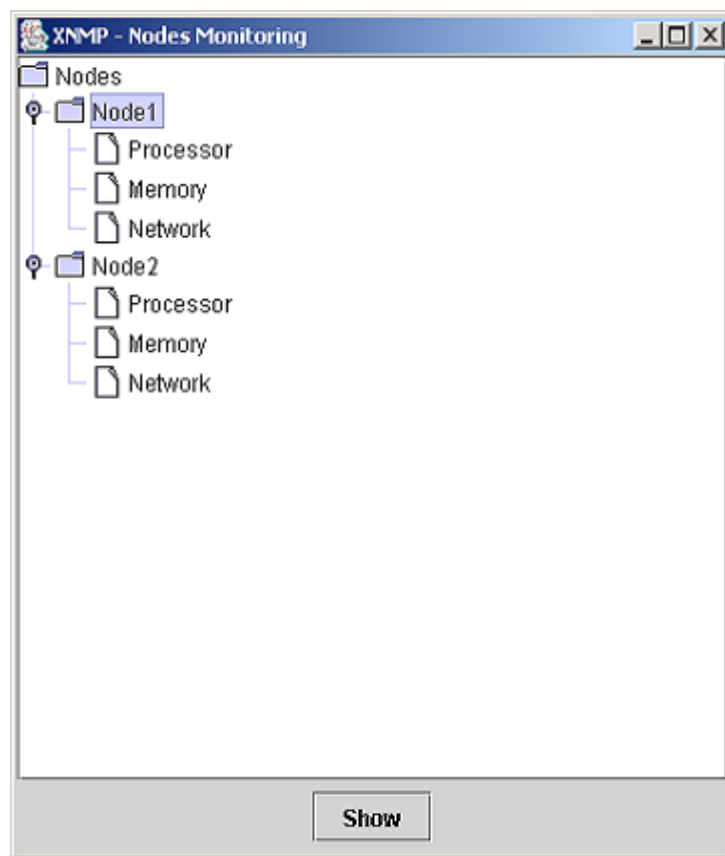 XNMP - Nodes Monitoring
Nodes
Node1
Processor
Memory
Network
Node2
Processor
Memory
Network
Show